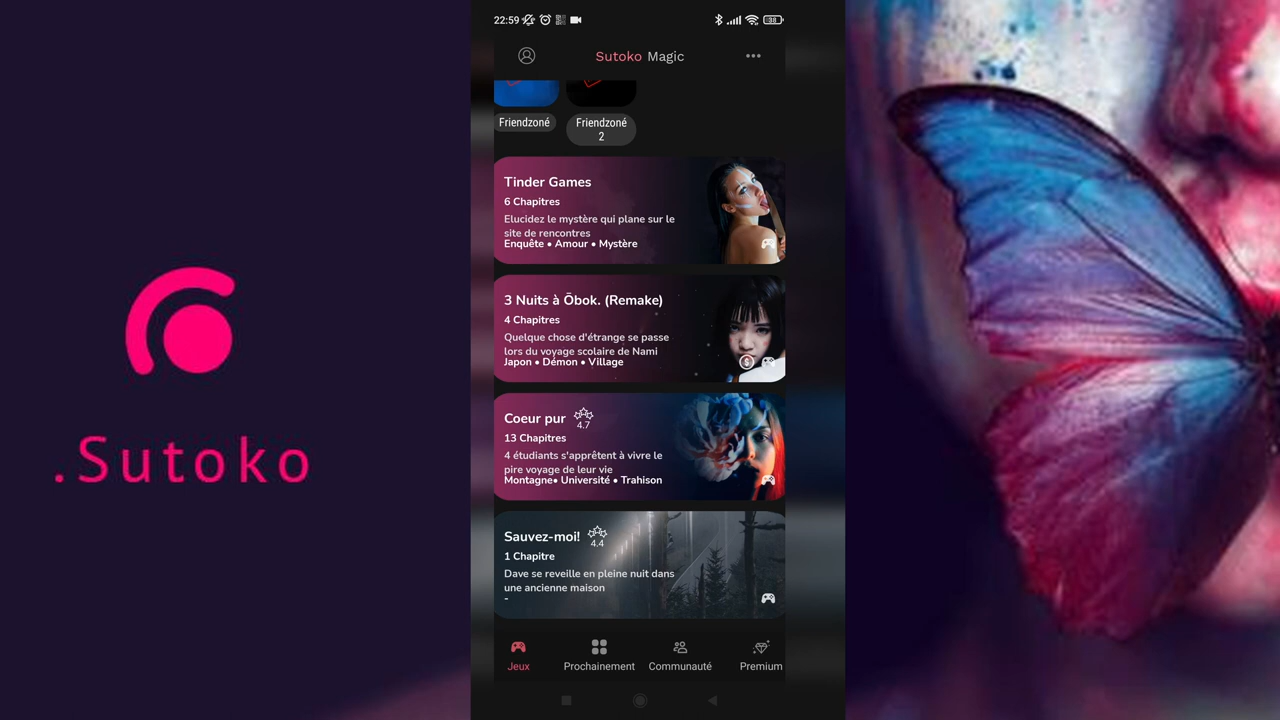 .Sutoko
22:59
38
Sutoko Magic
Friendzoné
Friendzoné
2
Tinder Games
6 Chapitres
Elucidez le mystère qui plane sur le
site de rencontres
Enquête • Amour • Mystère
3 Nuits à Ōbok. (Remake)
4 Chapitres
Quelque chose d'étrange se passe
lors du voyage scolaire de Nami
Japon • Démon • Village
Coeur pur
4.7
13 Chapitres
4 étudiants s'apprêtent à vivre le
pire voyage de leur vie
Montagne• Université • Trahison
Sauvez-moi!
4.4
1 Chapitre
Dave se reveille en pleine nuit dans
une ancienne maison
-
Jeux
Prochainement
Communauté
Premium